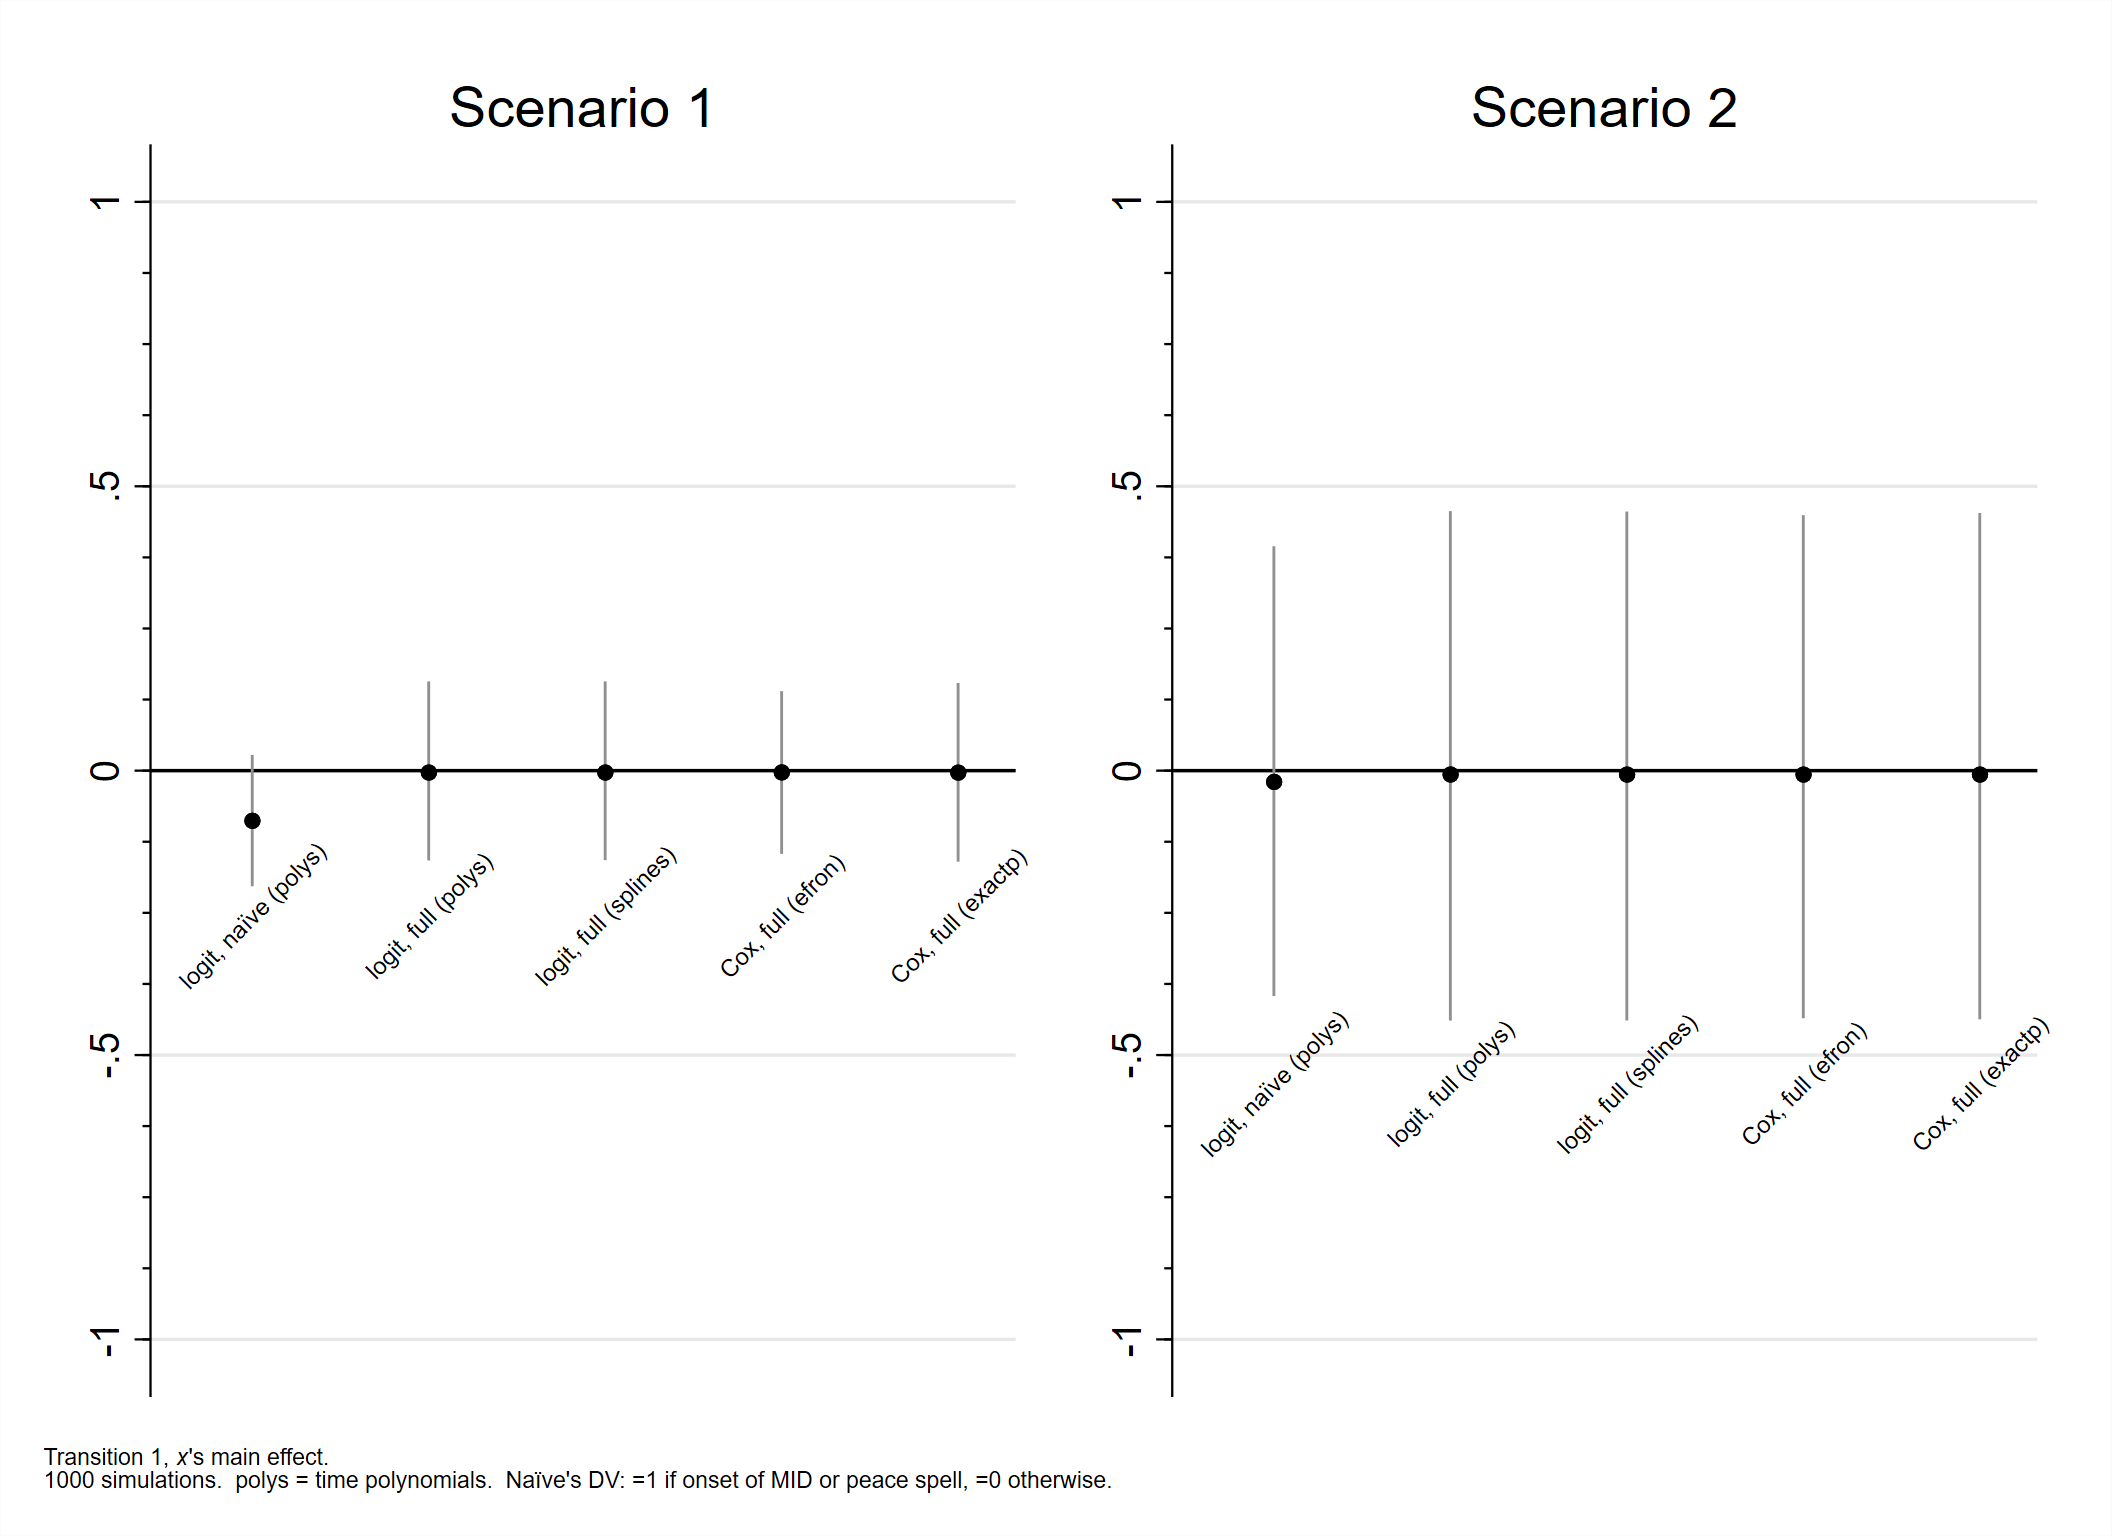 Scenario 1
1
.5
0
-.5
-1
logit, naïve (polys)
logit, full (polys)
logit, full (splines)
Cox, full (efron)
Cox, full (exactp)
Scenario 2
1
.5
0
-.5
-1
logit, naïve (polys)
logit, full (polys)
logit, full (splines)
Cox, full (efron)
Cox, full (exactp)
Transition 1, x's main effect.
1000 simulations.  polys = time polynomials.  Naïve's DV: =1 if onset of MID or peace spell, =0 otherwise.